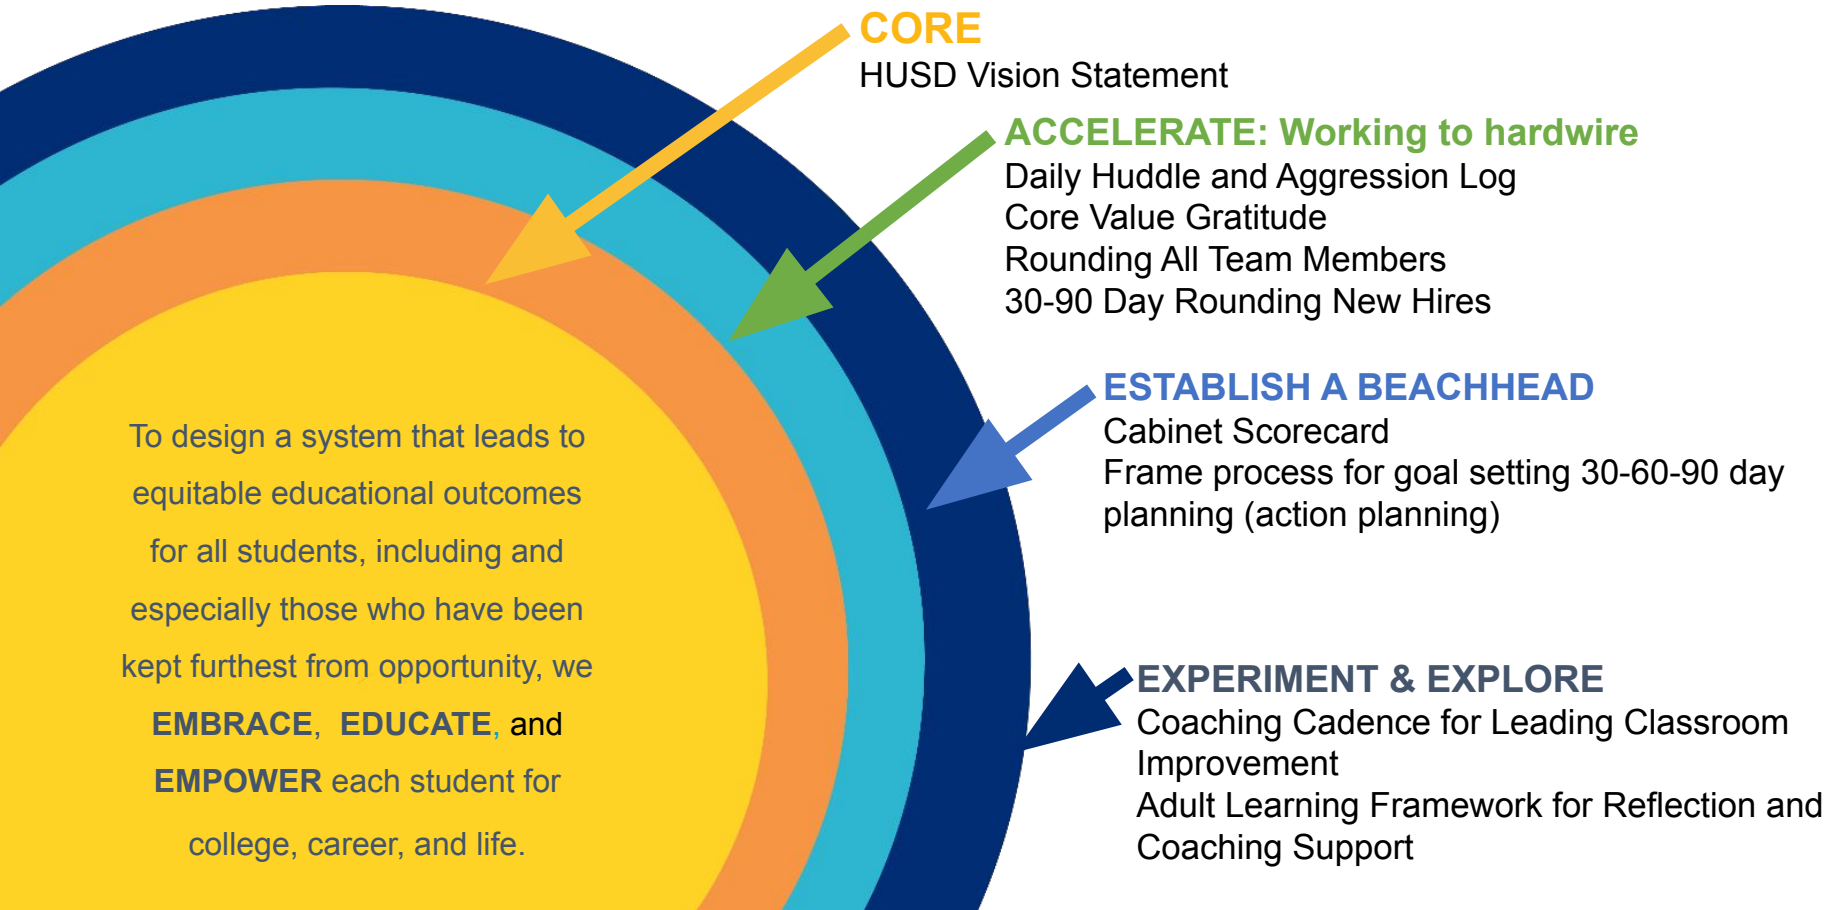 CORE
HUSD Vision Statement
ACCELERATE: Working to hardwire
Daily Huddle and Aggression Log
Core Value Gratitude
Rounding All Team Members
30-90 Day Rounding New Hires
ESTABLISH A BEACHHEAD
Cabinet Scorecard
Frame process for goal setting 30-60-90 day
planning (action planning)
EXPERIMENT & EXPLORE
Coaching Cadence for Leading Classroom
Improvement
Adult Learning Framework for Reflection and
Coaching Support
To design a system that leads to
equitable educational outcomes
for all students, including and
especially those who have been
kept furthest from opportunity, we
EMBRACE, EDUCATE, and
EMPOWER each student for
college, career, and life.